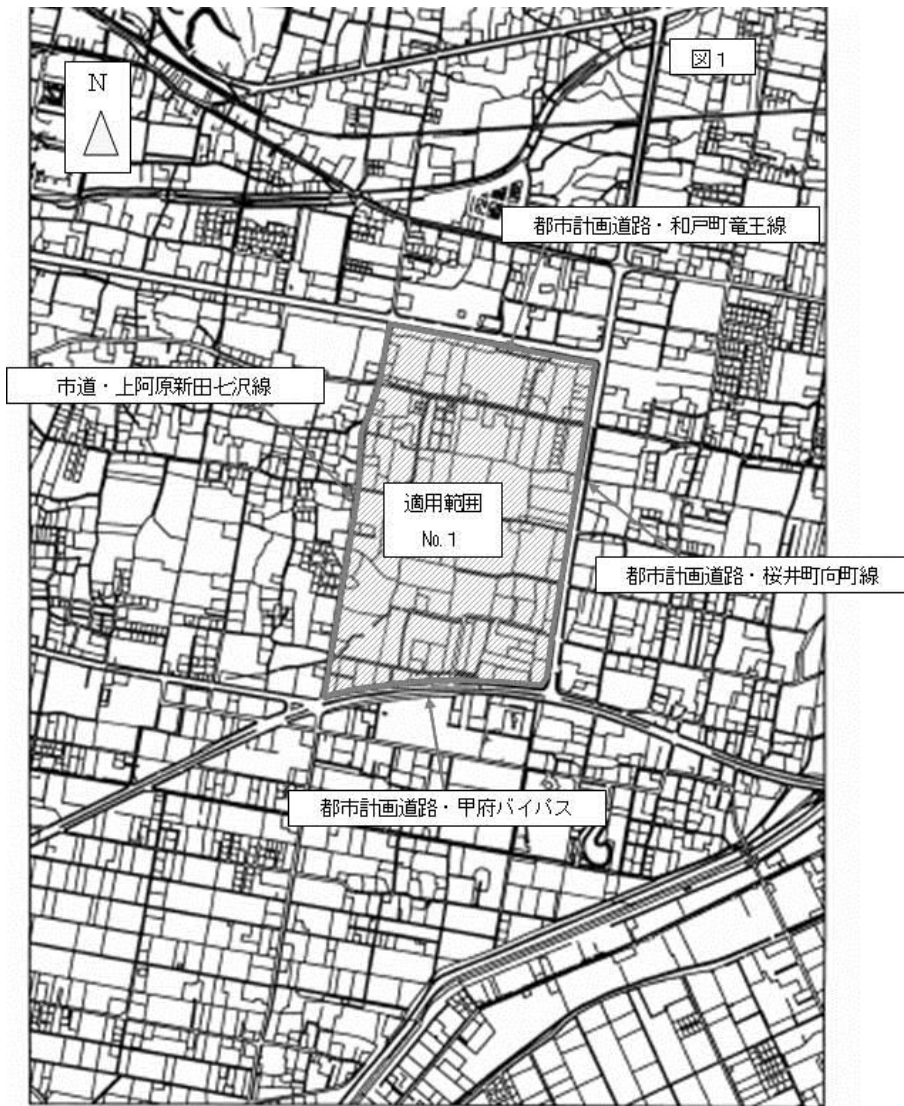 図1
N
都市計画道路・和戸町竜王線
市道・上阿原新田七沢線
適用範囲
No.1
都市計画道路・桜井町向町線
都市計画道路・甲府バイパス